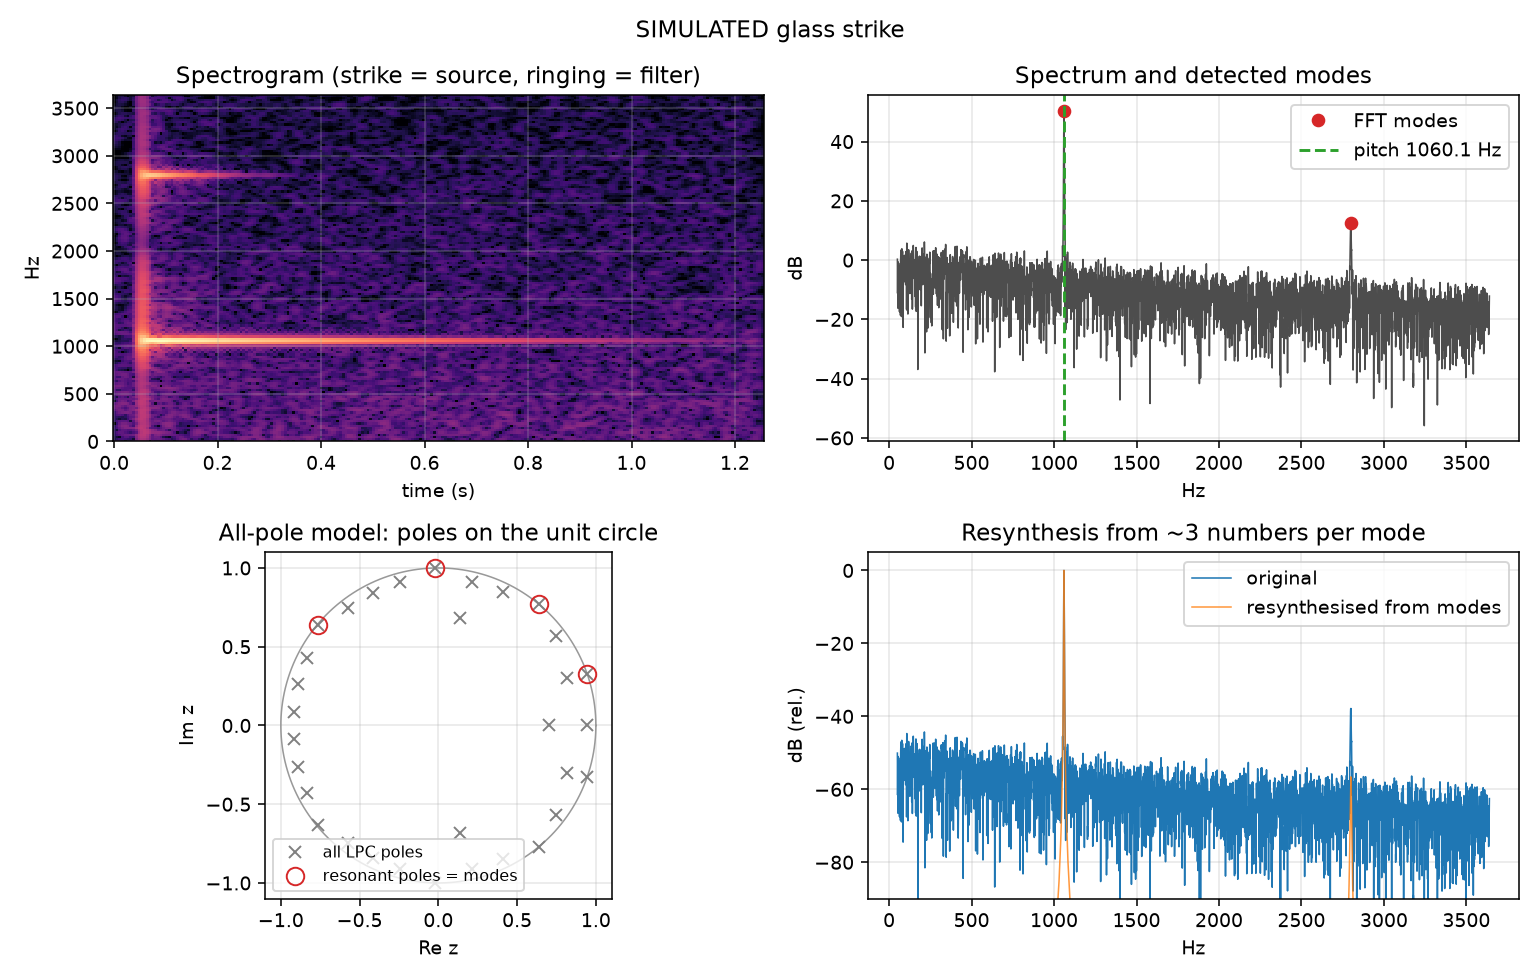 SIMULATED glass strike
Spectrogram (strike = source, ringing = filter)
3500
3000
2500
2000
1500
1000
500
0
Hz
0.0 0.2 0.4 0.6 0.8 1.0 1.2
time (s)
Spectrum and detected modes
FFT modes
pitch 1060.1 Hz
40
20
0
−20
−40
−60
dB
0 500 1000 1500 2000 2500 3000 3500
Hz
All-pole model: poles on the unit circle
1.0
0.5
0.0
−0.5
−1.0
Im z
all LPC poles
resonant poles = modes
−1.0 −0.5 0.0 0.5 1.0
Re z
Resynthesis from ~3 numbers per mode
original
resynthesised from modes
0
−20
−40
−60
−80
dB (rel.)
0 500 1000 1500 2000 2500 3000 3500
Hz